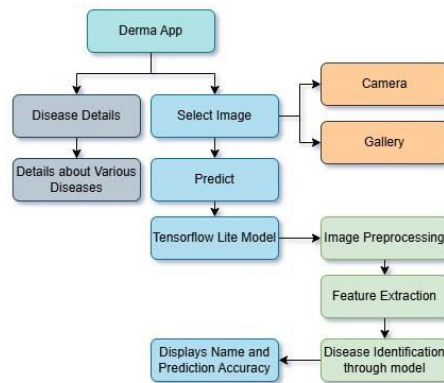 Derma App
Camera
Disease Details
Select Image
Gallery
Details about Various
Diseases
Predict
Tensorflow Lite Model
Image Preprocessing
Feature Extraction
Displays Name and
Prediction Accuracy
Disease Identification
through model